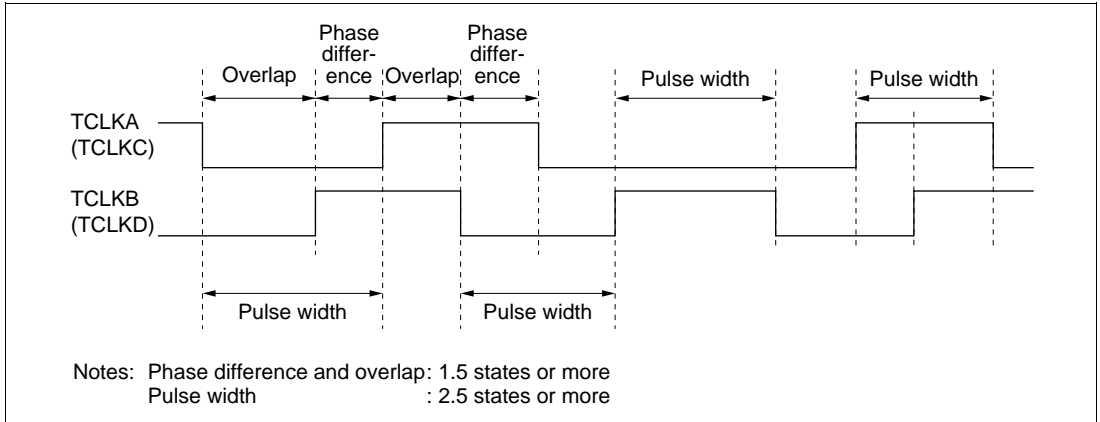 Phase
differ-
ence
Phase
differ-
ence
Overlap
Overlap
Pulse width
Pulse width
TCLKA
(TCLKC)
TCLKB
(TCLKD)
Pulse width
Pulse width
Notes: Phase difference and overlap : 1.5 states or more
Pulse width : 2.5 states or more